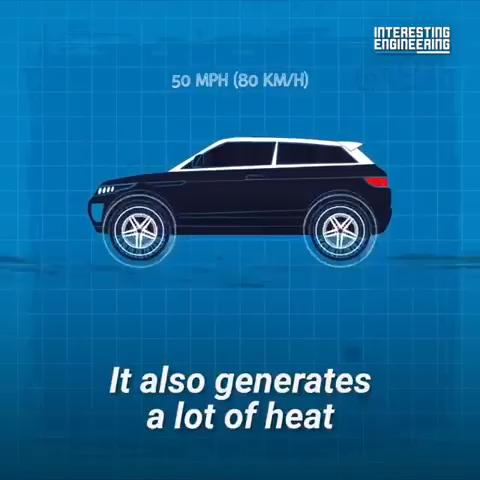 INTERESTING
ENGINEERING
50 MPH (80 KM/H)
It also generates
a lot of heat